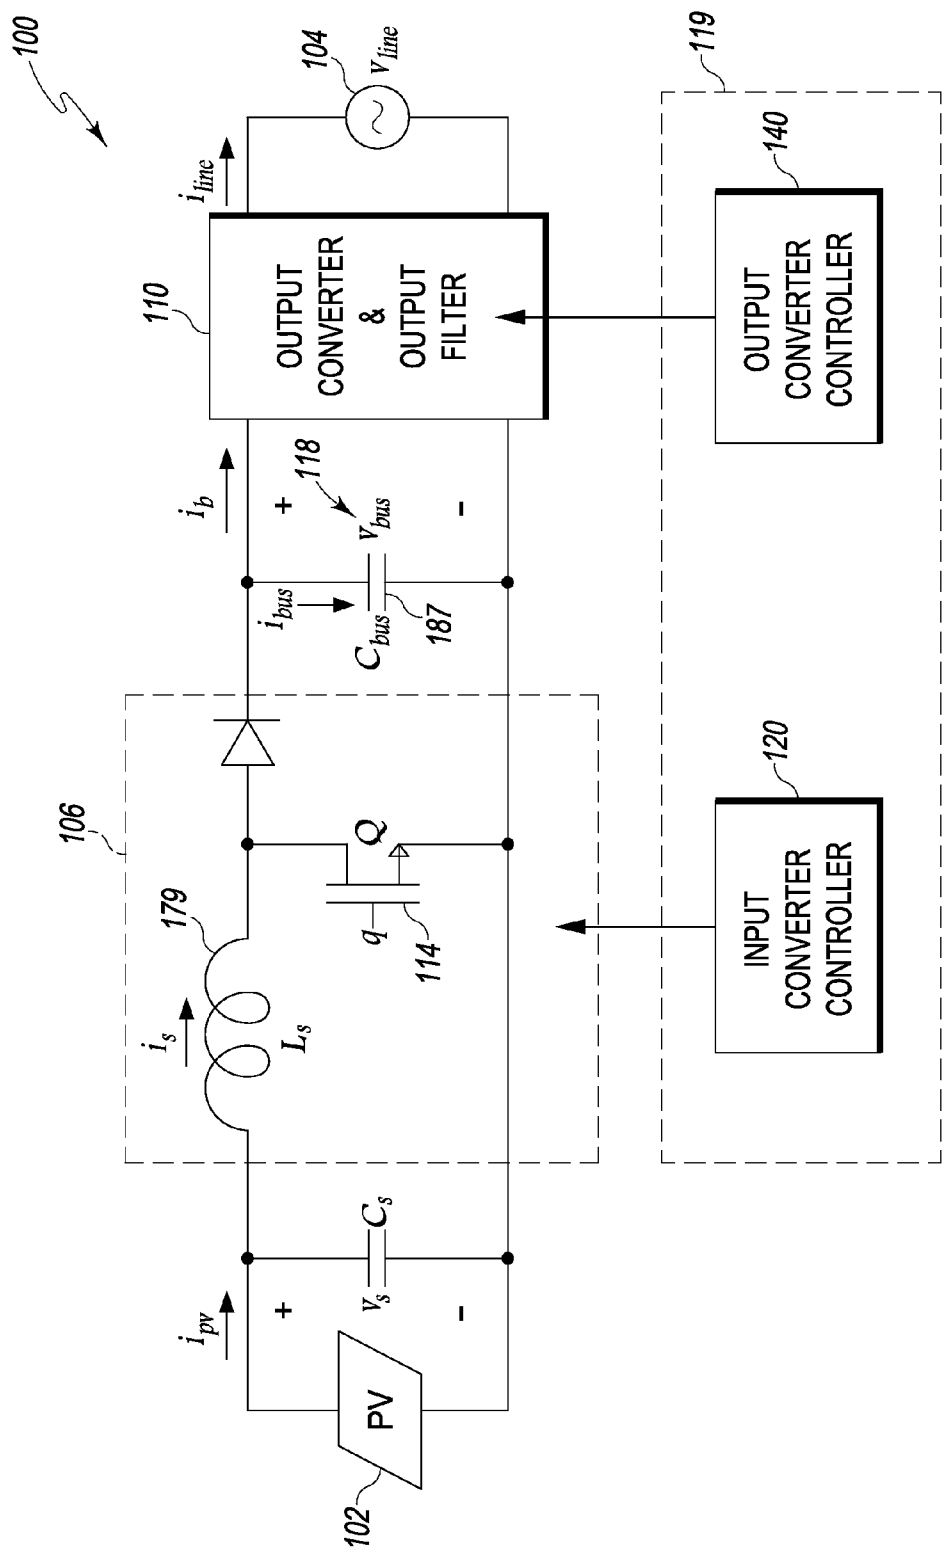 100
106
179
i_s
L_s
Q
q
114
i_pv
+
C_s
v_s
-
PV
102
i_bus
C_bus
187
118
v_bus
i_b
+
-
110
OUTPUT
CONVERTER
&
OUTPUT
FILTER
i_line
104
v_line
119
120
INPUT
CONVERTER
CONTROLLER
140
OUTPUT
CONVERTER
CONTROLLER